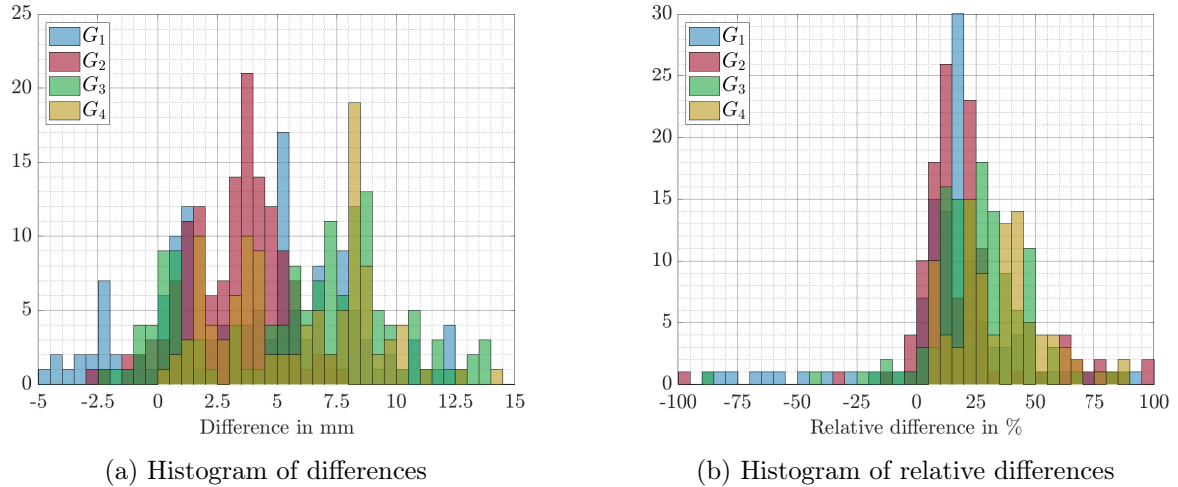 25
20
15
10
5
0
-5 -2.5 0 2.5 5 7.5 10 12.5 15
G₁
G₂
G₃
G₄
Difference in mm
(a) Histogram of differences
30
25
20
15
10
5
0
-100 -75 -50 -25 0 25 50 75 100
G₁
G₂
G₃
G₄
Relative difference in %
(b) Histogram of relative differences